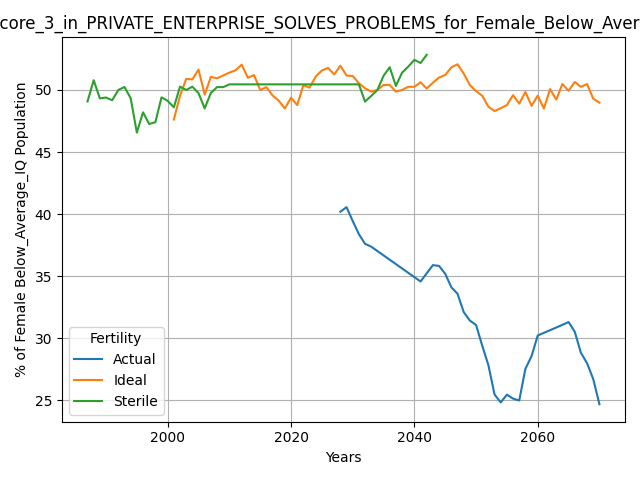 core_3_in_PRIVATE_ENTERPRISE_SOLVES_PROBLEMS_for_Female_Below_Aver
% of Female Below_Average_IQ Population
50
45
40
35
30
25
Fertility
Actual
Ideal
Sterile
2000 2020 2040 2060
Years